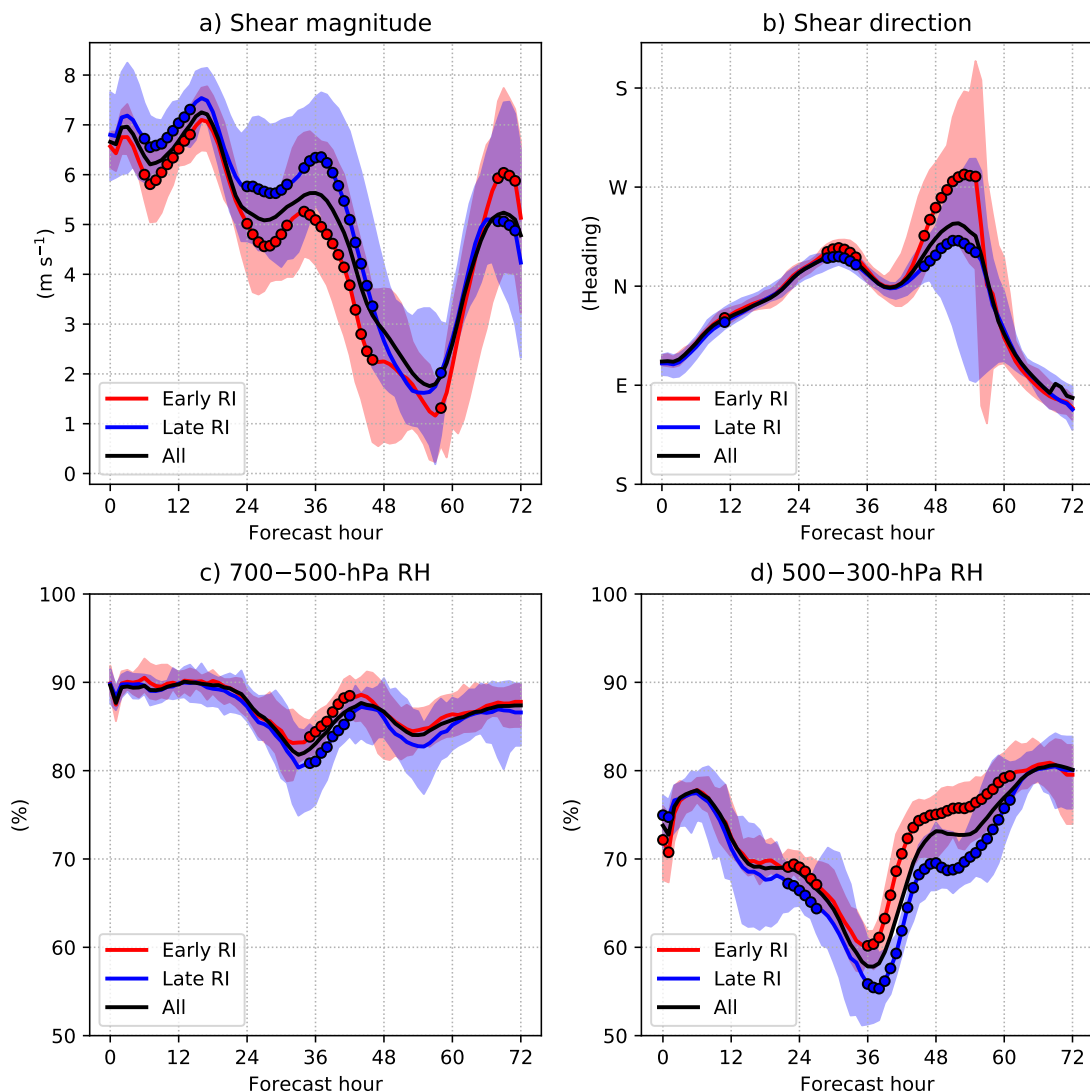 a) Shear magnitude
(m s⁻¹)
8
7
6
5
4
3
2
1
0
Early RI
Late RI
All
0 12 24 36 48 60 72
Forecast hour
b) Shear direction
(Heading)
S
W
N
E
S
Early RI
Late RI
All
0 12 24 36 48 60 72
Forecast hour
c) 700−500-hPa RH
(%)
100
90
80
70
60
50
Early RI
Late RI
All
0 12 24 36 48 60 72
Forecast hour
d) 500−300-hPa RH
(%)
100
90
80
70
60
50
Early RI
Late RI
All
0 12 24 36 48 60 72
Forecast hour